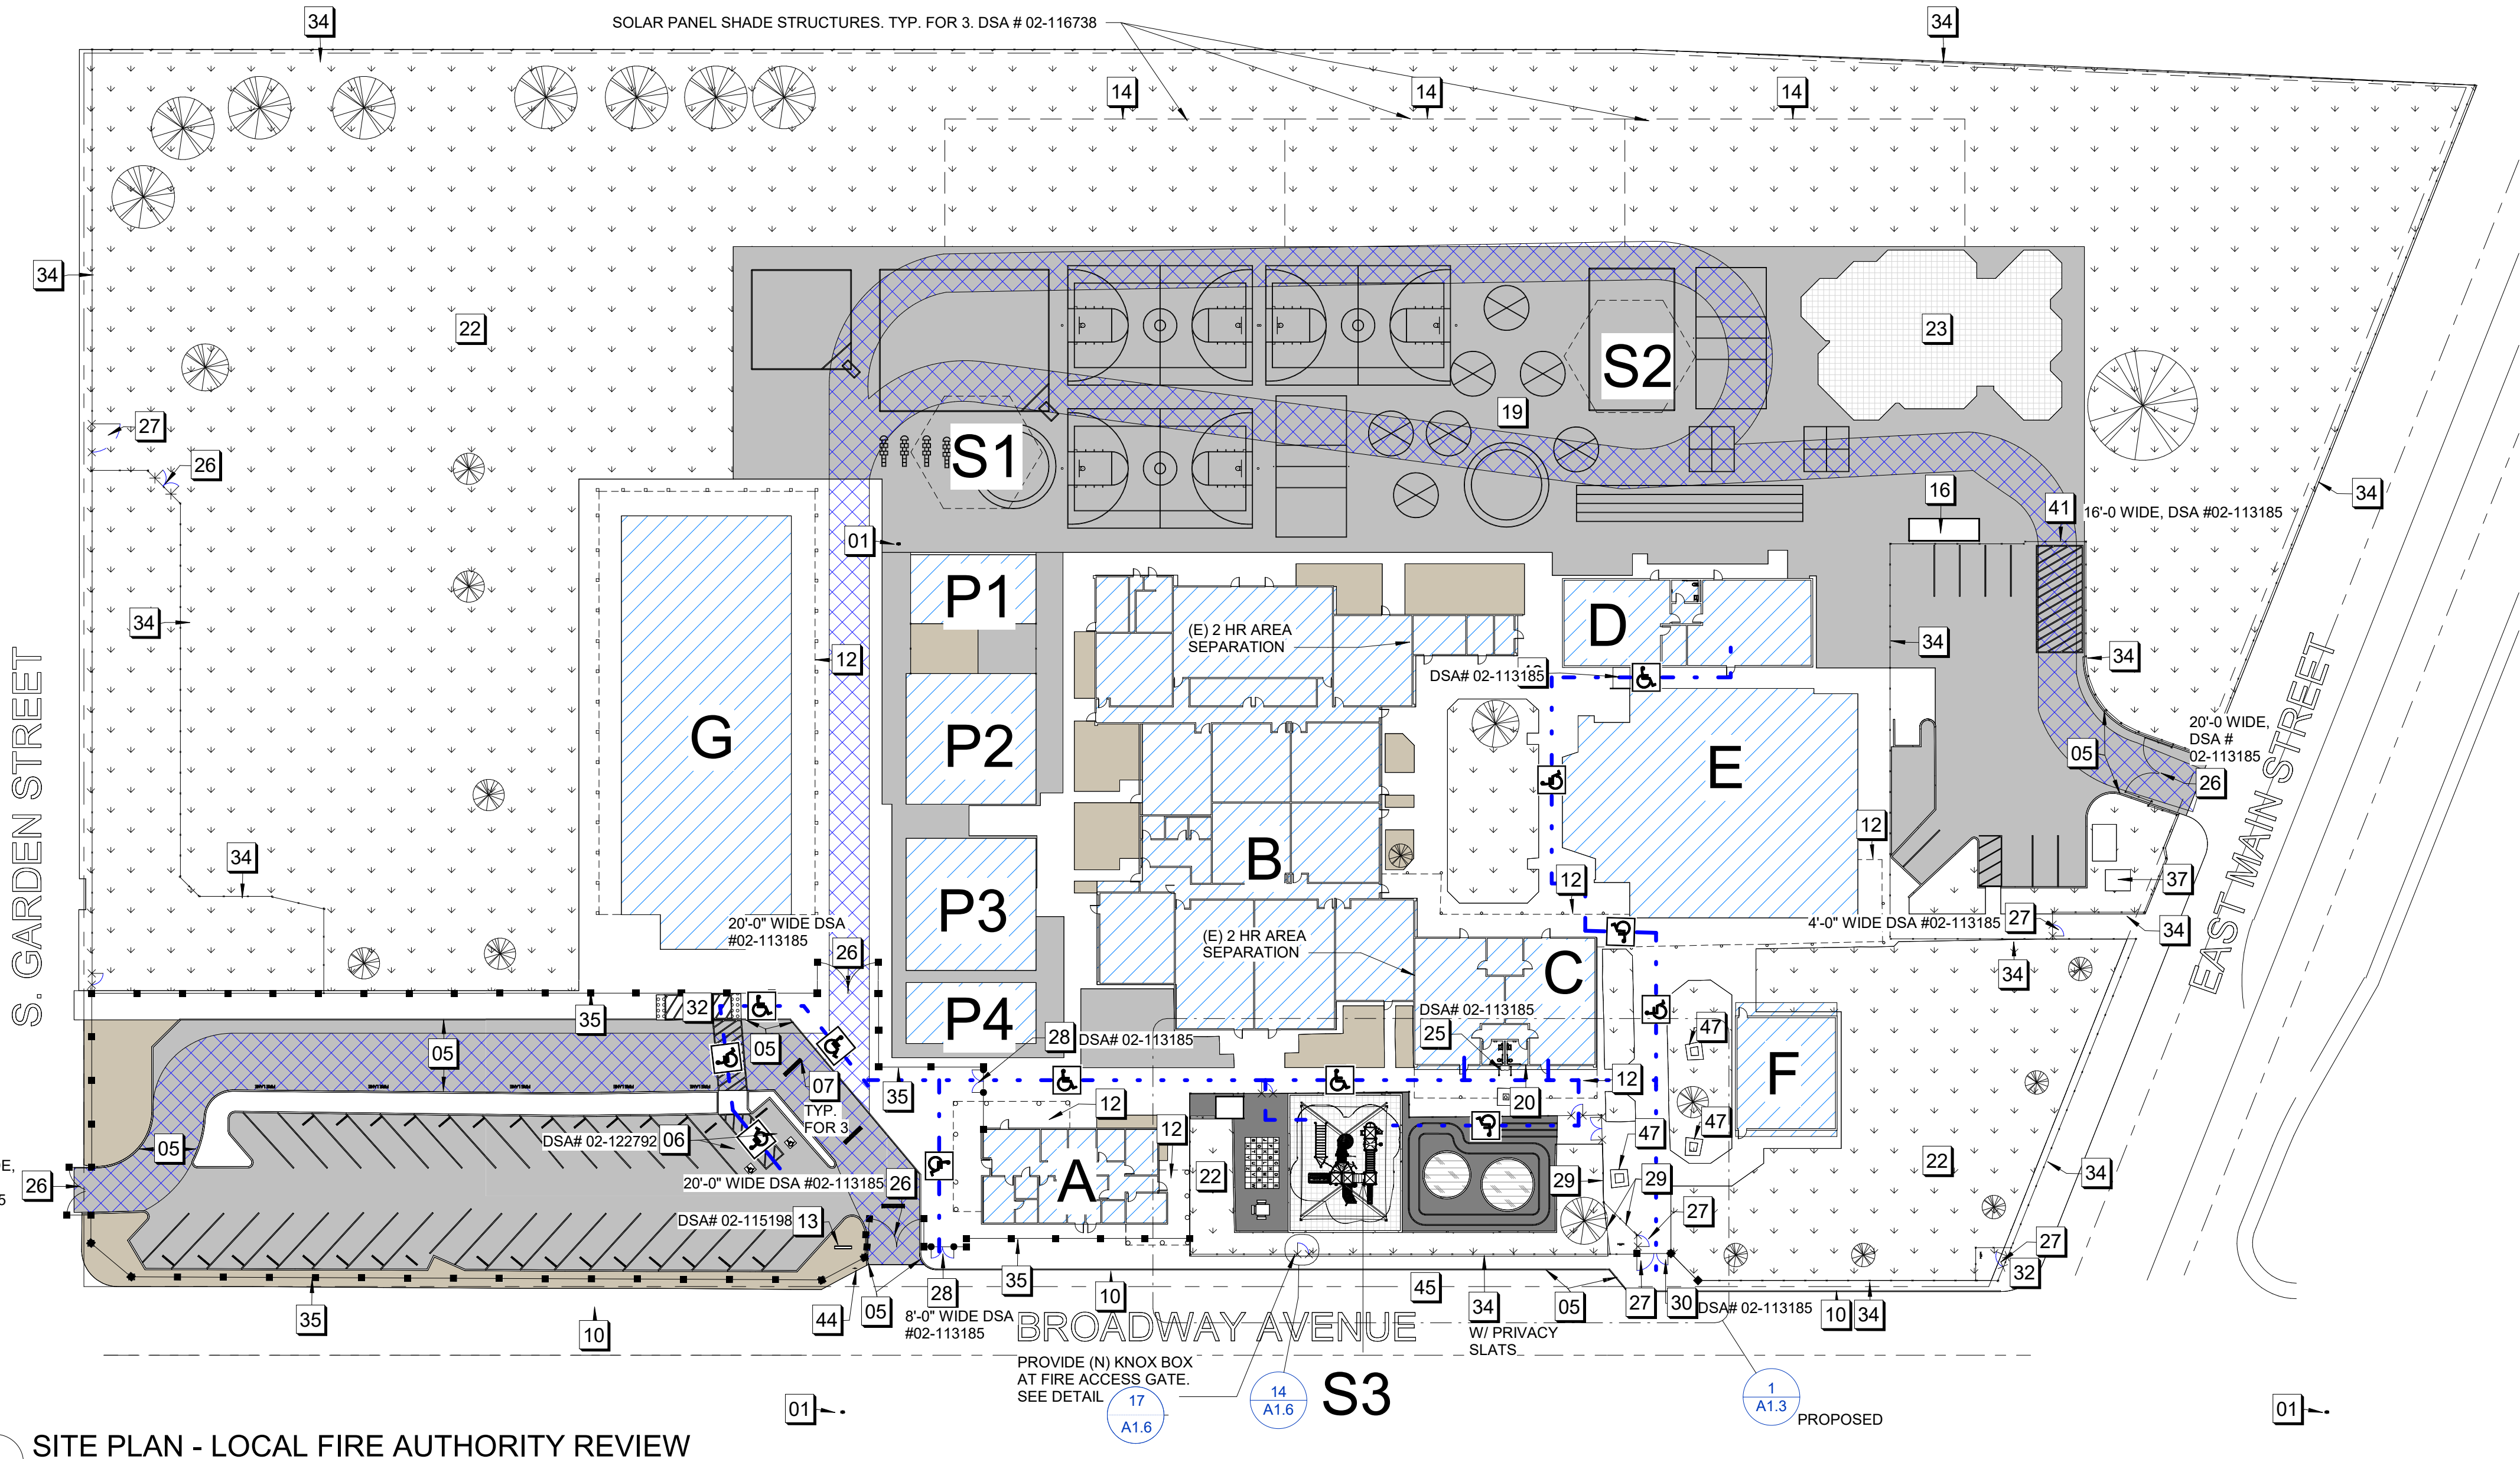 34
SOLAR PANEL SHADE STRUCTURES. TYP. FOR 3. DSA # 02-116738
34
14
14
14
34
22
23
S2
19
27
26
S1
34
16
41
16'-0 WIDE, DSA #02-113185
01
P1
D
34
(E) 2 HR AREA
SEPARATION
34
34
12
DSA# 02-113185
S. GARDEN STREET
G
P2
E
20'-0 WIDE,
DSA #
02-113185
05
26
EAST MAIN STREET
34
B
12
12
37
P3
20'-0" WIDE DSA
#02-113185
26
(E) 2 HR AREA
SEPARATION
4'-0" WIDE DSA #02-113185
27
34
C
34
32
35
P4
DSA# 02-113185
25
28
DSA# 02-113185
47
05
05
07
TYP.
FOR 3
35
12
12
20
12
F
47
47
DSA# 02-122792
06
05
26
20'-0" WIDE DSA #02-113185
26
A
22
29
29
22
34
DSA# 02-115198
13
27
27
32
35
10
44
05
28
8'-0" WIDE DSA
#02-113185
35
10
45
34
W/ PRIVACY
SLATS
05
27
30
DSA# 02-113185
10
34
BROADWAY AVENUE
PROVIDE (N) KNOX BOX
AT FIRE ACCESS GATE.
SEE DETAIL
17
A1.6
14
A1.6
S3
1
A1.3
PROPOSED
01
01
SITE PLAN - LOCAL FIRE AUTHORITY REVIEW